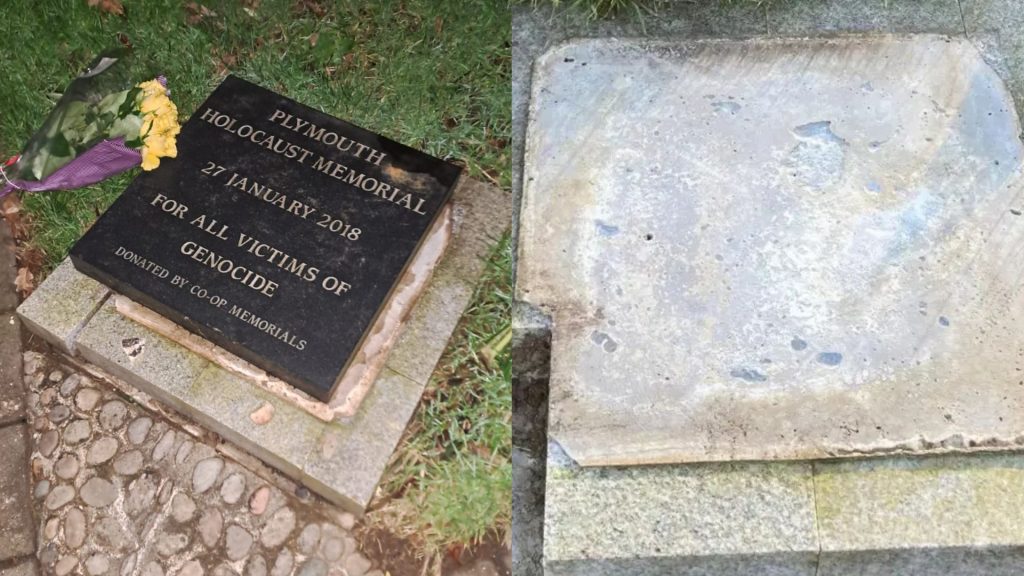 PLYMOUTH
HOLOCAUST MEMORIAL
27 JANUARY 2018
FOR ALL VICTIMS OF
GENOCIDE
DONATED BY CO-OP MEMORIALS